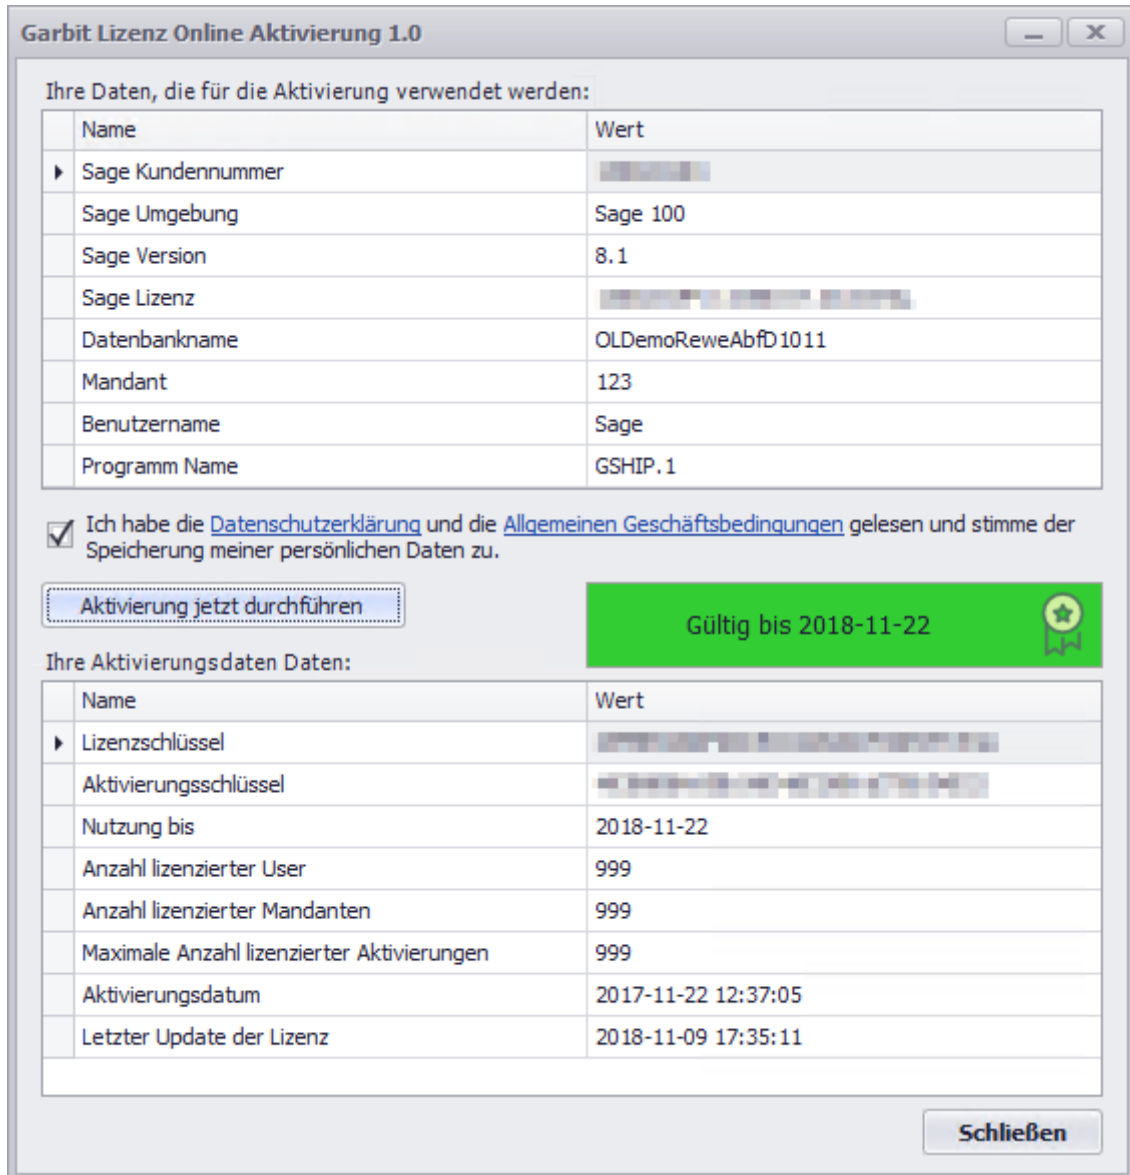 Garbit Lizenz Online Aktivierung 1.0
Ihre Daten, die für die Aktivierung verwendet werden:
Name Wert
Sage Kundennummer
Sage Umgebung Sage 100
Sage Version 8.1
Sage Lizenz
Datenbankname OLDemoReweAbfD1011
Mandant 123
Benutzername Sage
Programm Name GSHIP.1
Ich habe die Datenschutzerklärung und die Allgemeinen Geschäftsbedingungen gelesen und stimme der
Speicherung meiner persönlichen Daten zu.
Aktivierung jetzt durchführen
Gültig bis 2018-11-22
Ihre Aktivierungsdaten Daten:
Name Wert
Lizenzschlüssel
Aktivierungsschlüssel
Nutzung bis 2018-11-22
Anzahl lizenzierter User 999
Anzahl lizenzierter Mandanten 999
Maximale Anzahl lizenzierter Aktivierungen 999
Aktivierungsdatum 2017-11-22 12:37:05
Letzter Update der Lizenz 2018-11-09 17:35:11
Schließen